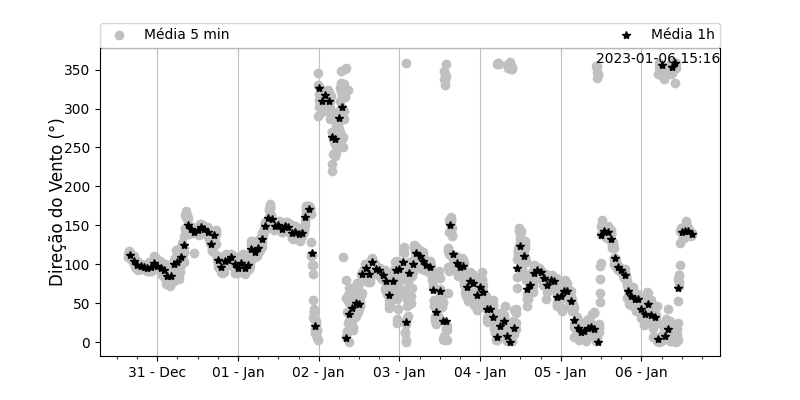 Média 5 min
Média 1h
2023-01-06 15:16
Direção do Vento (°)
350
300
250
200
150
100
50
0
31 - Dec
01 - Jan
02 - Jan
03 - Jan
04 - Jan
05 - Jan
06 - Jan